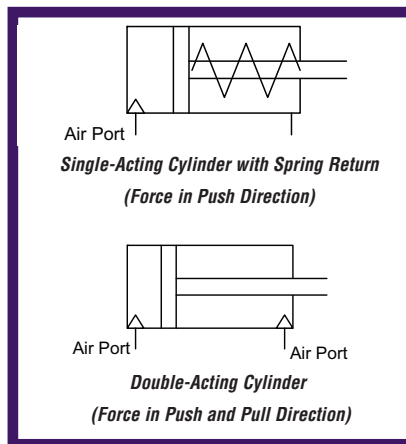 Air Port
Single-Acting Cylinder with Spring Return
(Force in Push Direction)
Air Port
Air Port
Double-Acting Cylinder
(Force in Push and Pull Direction)